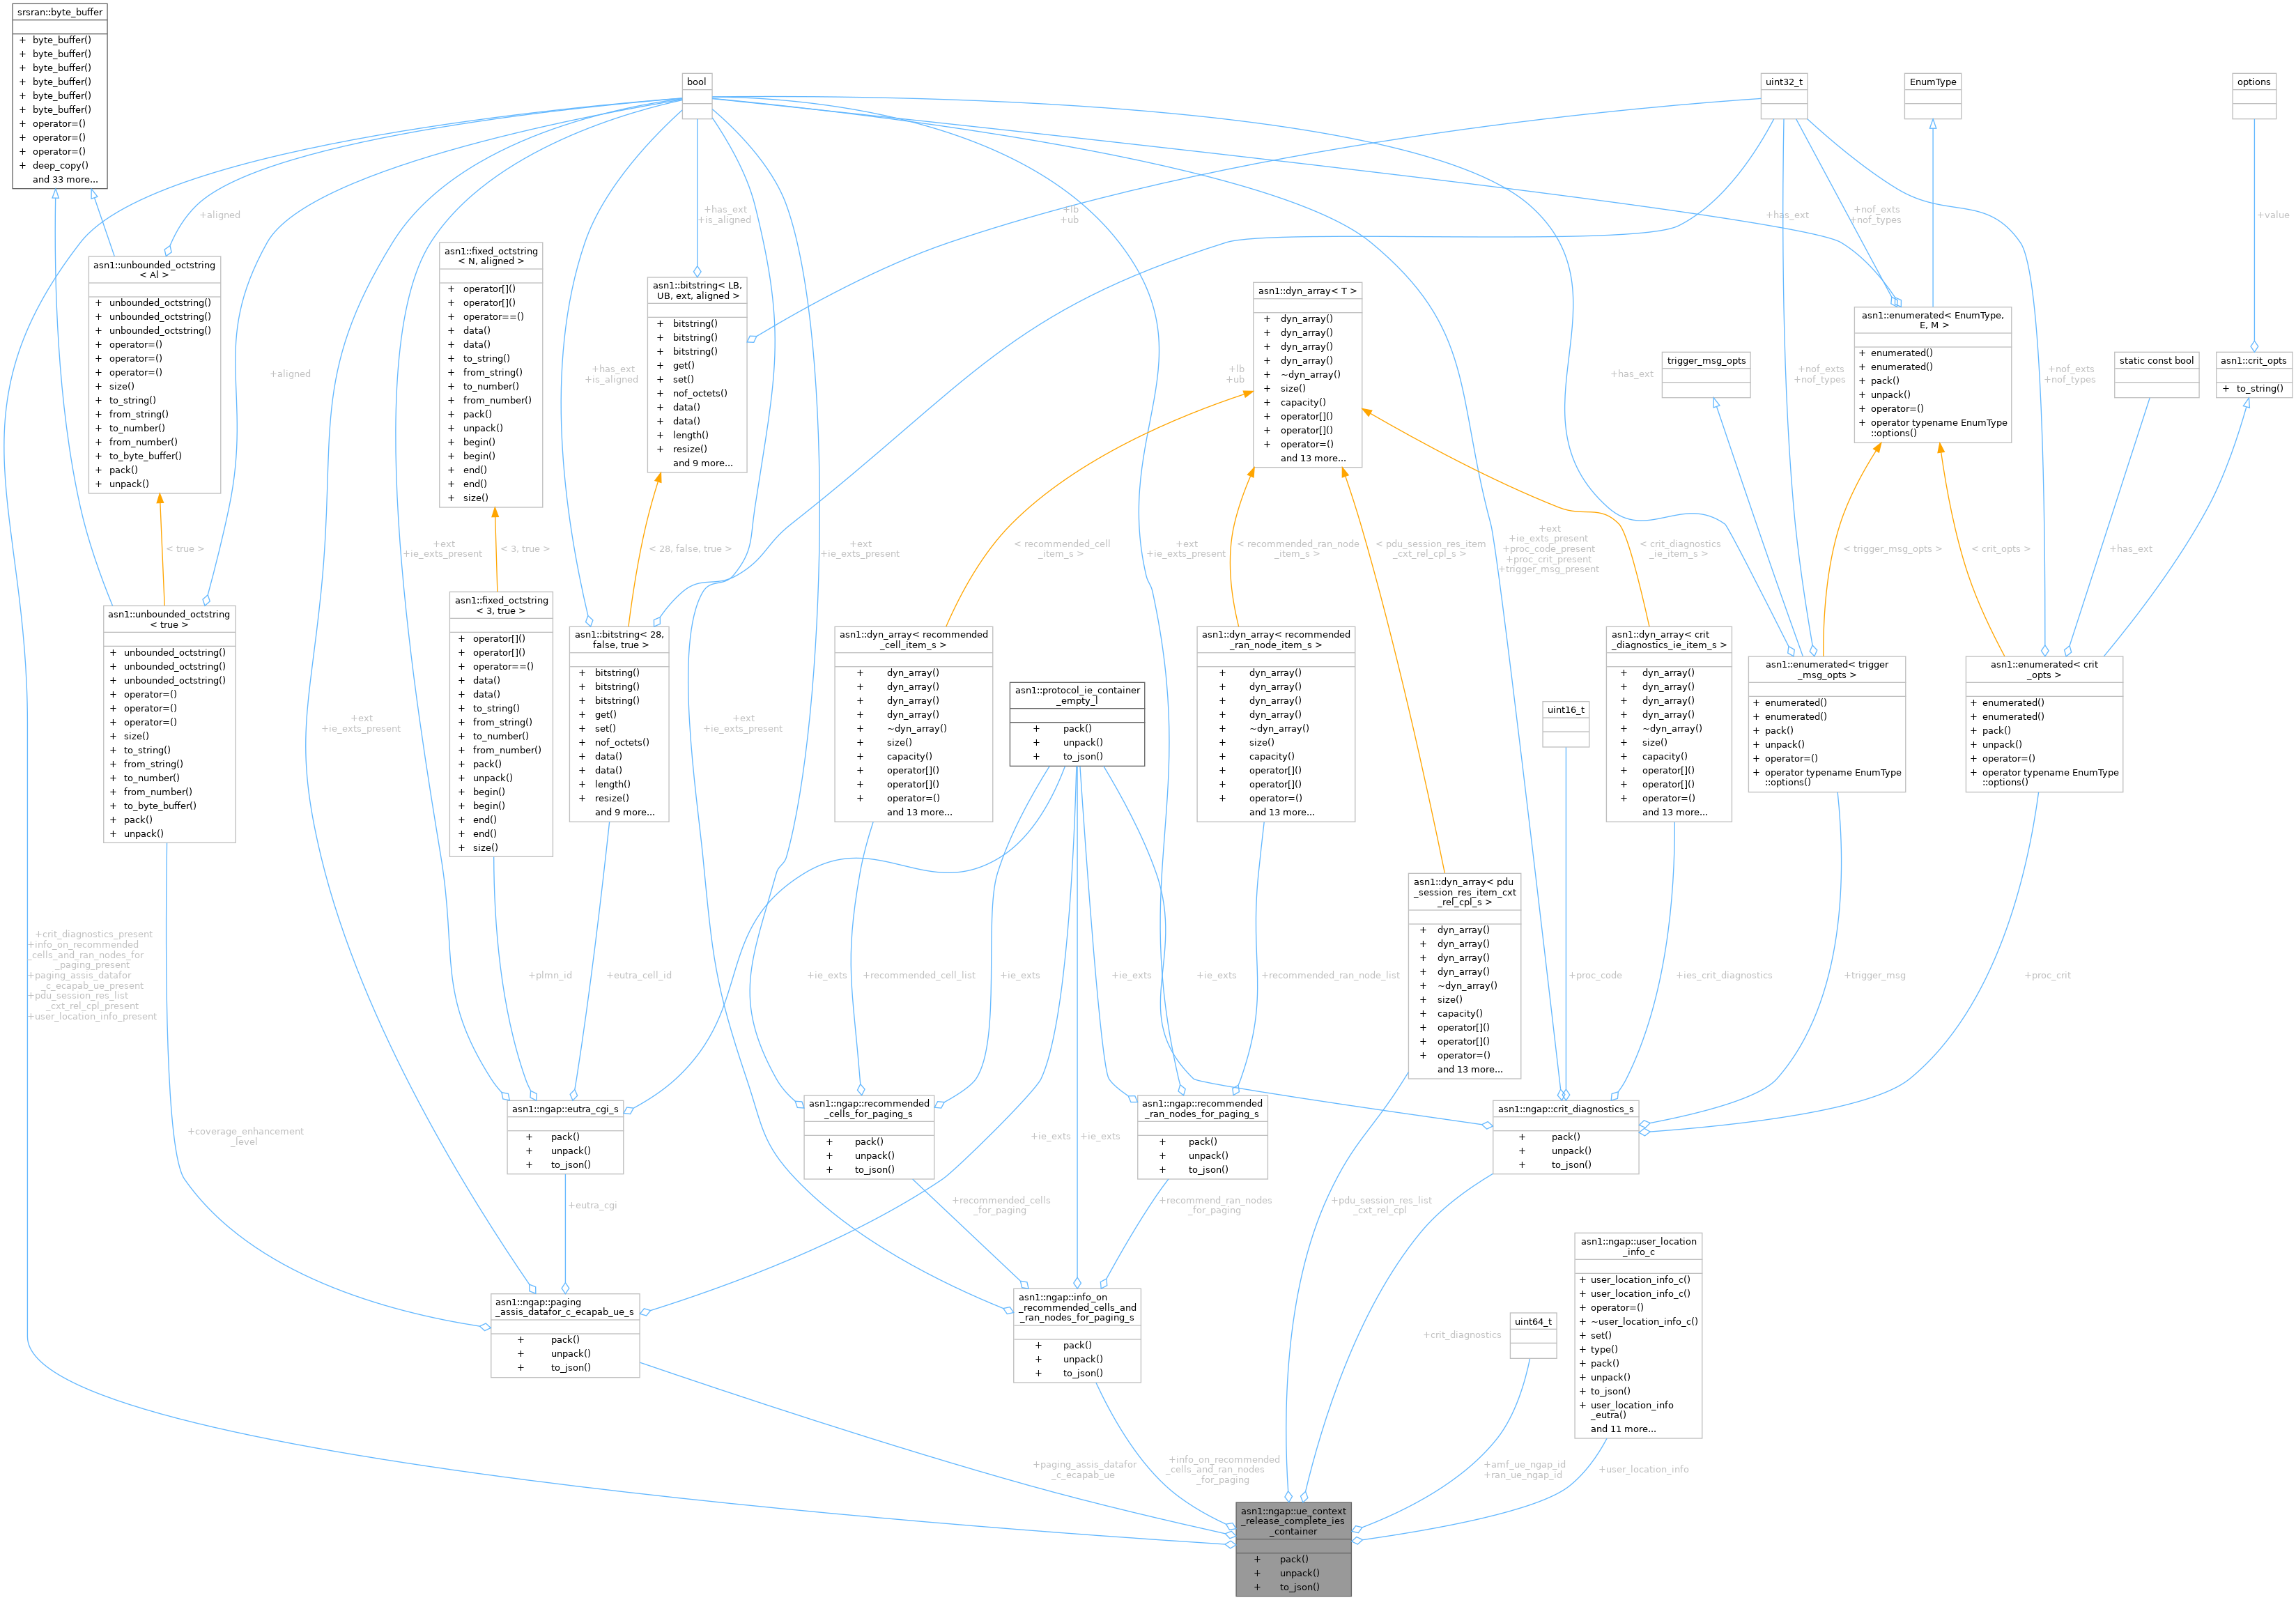 srsran::byte_buffer
+ byte_buffer()
+ byte_buffer()
+ byte_buffer()
+ byte_buffer()
+ byte_buffer()
+ byte_buffer()
+ operator=()
+ operator=()
+ operator=()
+ deep_copy()
and 33 more...
bool
uint32_t
EnumType
options
+aligned
+has_ext
+is_aligned
+lb
+ub
+has_ext
+nof_exts
+nof_types
+value
asn1::unbounded_octstring
< Al >
+ unbounded_octstring()
+ unbounded_octstring()
+ unbounded_octstring()
+ operator=()
+ operator=()
+ operator=()
+ size()
+ to_string()
+ from_string()
+ to_number()
+ from_number()
+ to_byte_buffer()
+ pack()
+ unpack()
+aligned
asn1::fixed_octstring
< N, aligned >
+ operator[]()
+ operator[]()
+ operator==()
+ data()
+ data()
+ to_string()
+ from_string()
+ to_number()
+ from_number()
+ pack()
+ unpack()
+ begin()
+ begin()
+ end()
+ end()
+ size()
+has_ext
+is_aligned
asn1::bitstring< LB,
UB, ext, aligned >
+ bitstring()
+ bitstring()
+ bitstring()
+ get()
+ set()
+ nof_octets()
+ data()
+ data()
+ length()
+ resize()
and 9 more...
+lb
+ub
asn1::dyn_array< T >
+ dyn_array()
+ dyn_array()
+ dyn_array()
+ dyn_array()
+ ~dyn_array()
+ size()
+ capacity()
+ operator[]()
+ operator[]()
+ operator=()
and 13 more...
+has_ext
trigger_msg_opts
+nof_exts
+nof_types
asn1::enumerated< EnumType,
E, M >
+ enumerated()
+ enumerated()
+ pack()
+ unpack()
+ operator=()
+ operator typename EnumType
::options()
+nof_exts
+nof_types
static const bool
asn1::crit_opts
+ to_string()
< true >
+ext
+ie_exts_present
< 3, true >
< 28, false, true >
+ext
+ie_exts_present
< recommended_cell
_item_s >
+ext
+ie_exts_present
< recommended_ran_node
_item_s >
< pdu_session_res_item
_cxt_rel_cpl_s >
+ext
+ie_exts_present
+proc_code_present
+proc_crit_present
+trigger_msg_present
< crit_diagnostics
_ie_item_s >
< trigger_msg_opts >
< crit_opts >
+has_ext
asn1::unbounded_octstring
< true >
+ unbounded_octstring()
+ unbounded_octstring()
+ unbounded_octstring()
+ operator=()
+ operator=()
+ operator=()
+ size()
+ to_string()
+ from_string()
+ to_number()
+ from_number()
+ to_byte_buffer()
+ pack()
+ unpack()
+ext
+ie_exts_present
asn1::fixed_octstring
< 3, true >
+ operator[]()
+ operator[]()
+ operator==()
+ data()
+ data()
+ to_string()
+ from_string()
+ to_number()
+ from_number()
+ pack()
+ unpack()
+ begin()
+ begin()
+ end()
+ end()
+ size()
asn1::bitstring< 28,
false, true >
+ bitstring()
+ bitstring()
+ bitstring()
+ get()
+ set()
+ nof_octets()
+ data()
+ data()
+ length()
+ resize()
and 9 more...
+ext
+ie_exts_present
asn1::dyn_array< recommended
_cell_item_s >
+ dyn_array()
+ dyn_array()
+ dyn_array()
+ dyn_array()
+ ~dyn_array()
+ size()
+ capacity()
+ operator[]()
+ operator[]()
+ operator=()
and 13 more...
asn1::protocol_ie_container
_empty_l
+ pack()
+ unpack()
+ to_json()
asn1::dyn_array< recommended
_ran_node_item_s >
+ dyn_array()
+ dyn_array()
+ dyn_array()
+ dyn_array()
+ ~dyn_array()
+ size()
+ capacity()
+ operator[]()
+ operator[]()
+ operator=()
and 13 more...
uint16_t
asn1::dyn_array< crit
_diagnostics_ie_item_s >
+ dyn_array()
+ dyn_array()
+ dyn_array()
+ dyn_array()
+ ~dyn_array()
+ size()
+ capacity()
+ operator[]()
+ operator[]()
+ operator=()
and 13 more...
asn1::enumerated< trigger
_msg_opts >
+ enumerated()
+ enumerated()
+ pack()
+ unpack()
+ operator=()
+ operator typename EnumType
::options()
asn1::enumerated< crit
_opts >
+ enumerated()
+ enumerated()
+ pack()
+ unpack()
+ operator=()
+ operator typename EnumType
::options()
asn1::dyn_array< pdu
_session_res_item_cxt
_rel_cpl_s >
+ dyn_array()
+ dyn_array()
+ dyn_array()
+ dyn_array()
+ ~dyn_array()
+ size()
+ capacity()
+ operator[]()
+ operator[]()
+ operator=()
and 13 more...
+crit_diagnostics_present
+info_on_recommended
_cells_and_ran_nodes_for
_paging_present
+paging_assis_datafor
_c_ecapab_ue_present
+pdu_session_res_list
_cxt_rel_cpl_present
+user_location_info_present
+plmn_id
+eutra_cell_id
+ie_exts
+recommended_cell_list
+ie_exts
+ie_exts
+ie_exts
+recommended_ran_node_list
+proc_code
+ies_crit_diagnostics
+trigger_msg
+proc_crit
+coverage_enhancement
_level
asn1::ngap::eutra_cgi_s
+ pack()
+ unpack()
+ to_json()
asn1::ngap::recommended
_cells_for_paging_s
+ pack()
+ unpack()
+ to_json()
+ie_exts
+ie_exts
asn1::ngap::recommended
_ran_nodes_for_paging_s
+ pack()
+ unpack()
+ to_json()
asn1::ngap::crit_diagnostics_s
+ pack()
+ unpack()
+ to_json()
+eutra_cgi
+recommended_cells
_for_paging
+recommend_ran_nodes
_for_paging
+pdu_session_res_list
_cxt_rel_cpl
asn1::ngap::paging
_assis_datafor_c_ecapab_ue_s
+ pack()
+ unpack()
+ to_json()
asn1::ngap::info_on
_recommended_cells_and
_ran_nodes_for_paging_s
+ pack()
+ unpack()
+ to_json()
+crit_diagnostics
uint64_t
asn1::ngap::user_location
_info_c
+ user_location_info_c()
+ user_location_info_c()
+ operator=()
+ ~user_location_info_c()
+ set()
+ type()
+ pack()
+ unpack()
+ to_json()
+ user_location_info
_eutra()
and 11 more...
+paging_assis_datafor
_c_ecapab_ue
+info_on_recommended
_cells_and_ran_nodes
_for_paging
+amf_ue_ngap_id
+ran_ue_ngap_id
+user_location_info
asn1::ngap::ue_context
_release_complete_ies
_container
+ pack()
+ unpack()
+ to_json()